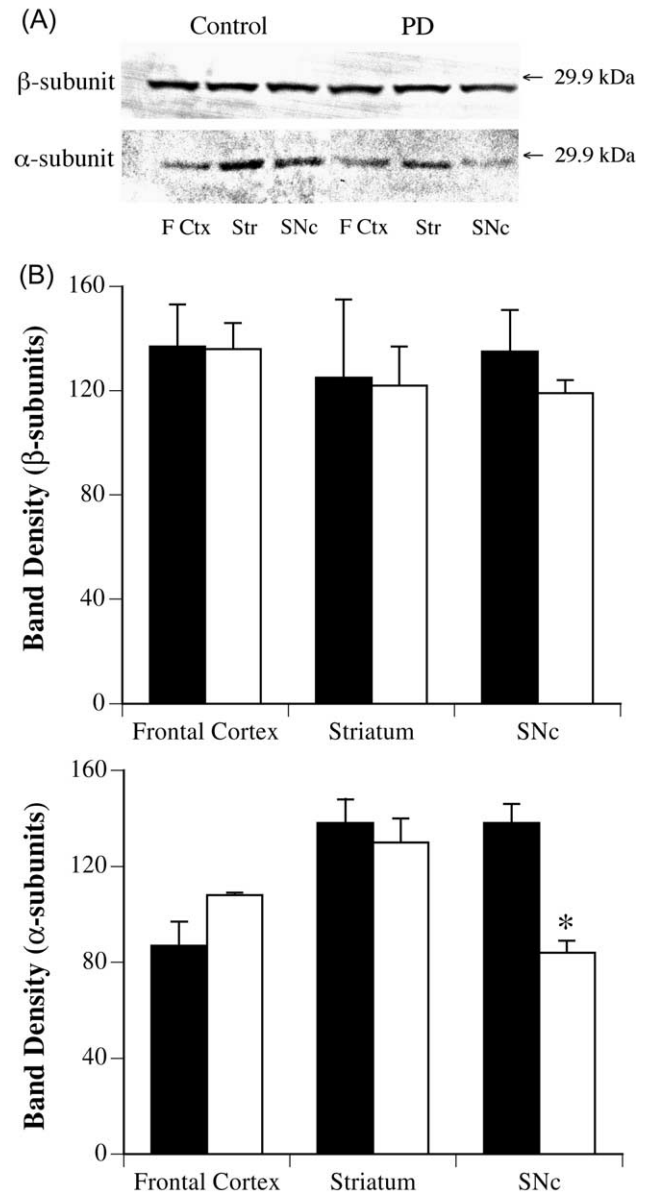 (A)
Control PD
β-subunit ← 29.9 kDa
α-subunit ← 29.9 kDa
F Ctx Str SNc F Ctx Str SNc
(B)
Band Density (β-subunits)
160
120
80
40
0
Frontal Cortex Striatum SNc
Band Density (α-subunits)
160
120
80
40
0
*
Frontal Cortex Striatum SNc